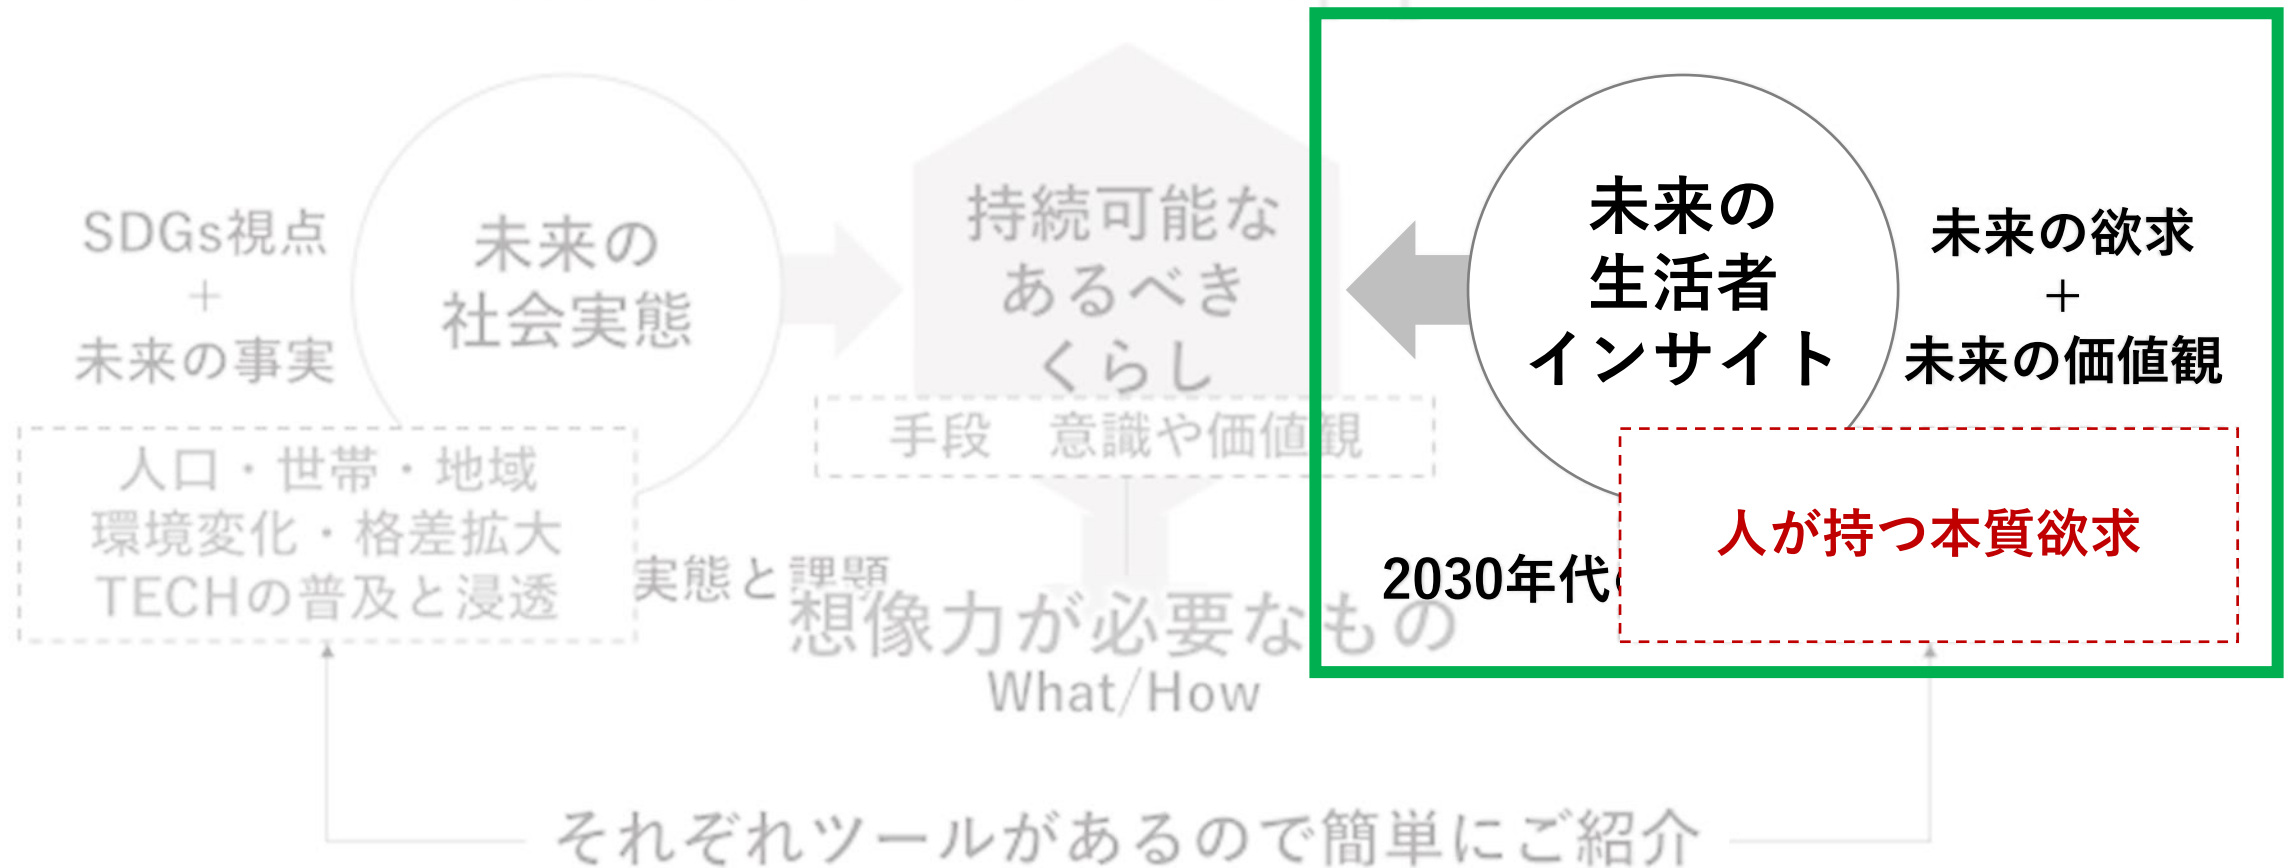 SDGs視点
+
未来の事実
未来の
社会実態
人口・世帯・地域
環境変化・格差拡大
TECHの普及と浸透
実態と課題
持続可能な
あるべき
くらし
手段　意識や価値観
想像力が必要なもの
What/How
未来の
生活者
インサイト
未来の欲求
+
未来の価値観
2030年代
人が持つ本質欲求
それぞれツールがあるので簡単にご紹介